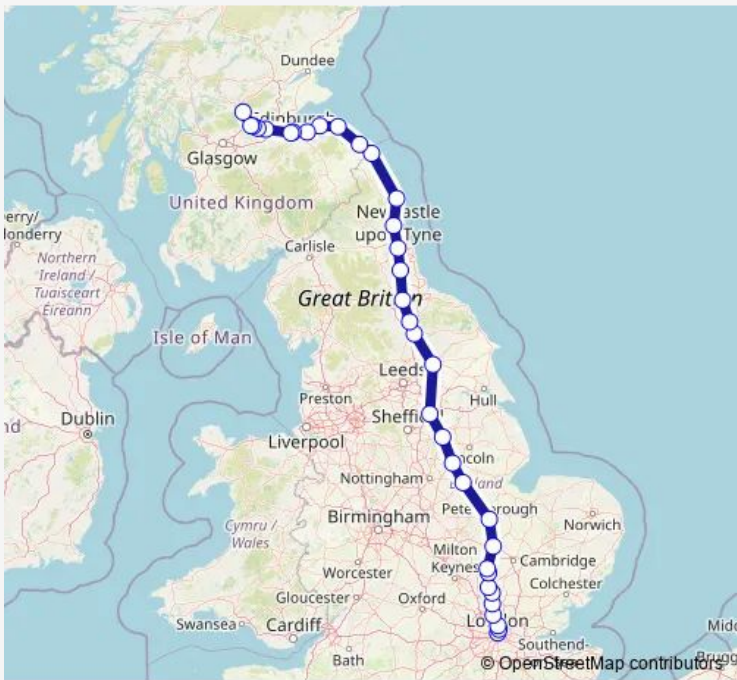 Dundee
Edinburgh
Glasgow
United Kingdom
Newcastle
upon Tyne
Carlisle
Northern
Ireland /
Tuaisceart
Éireann
Great Britain
Isle of Man
Leeds
Preston
Hull
Sheffield
Dublin
Liverpool
Lincoln
Nottingham
Peterborough
Birmingham
Norwich
Cymru /
Wales
Milton
Keynes
Cambridge
Worcester
Colchester
Gloucester
Oxford
London
Swansea
Cardiff
Southend-
Bath
© OpenStreetMap contributors